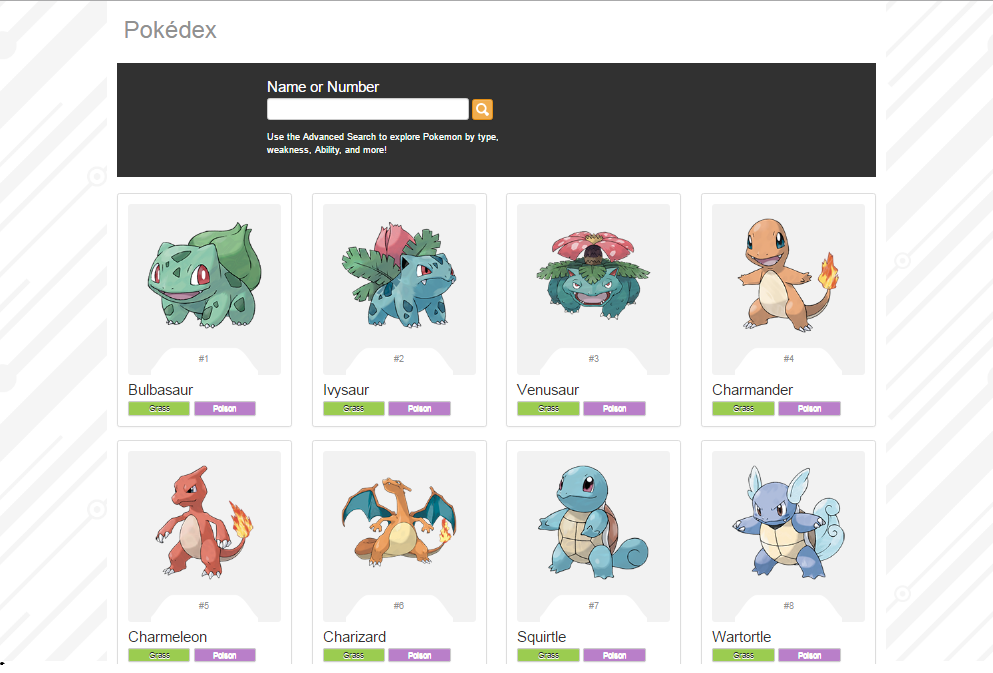 Pokédex
Name or Number
Use the Advanced Search to explore Pokemon by type,
weakness, Ability, and more!
#1
#2
#3
#4
Bulbasaur
Ivysaur
Venusaur
Charmander
Grass Poison
Grass Poison
Grass Poison
Grass Poison
#5
#6
#7
#8
Charmeleon
Charizard
Squirtle
Wartortle
Grass Poison
Grass Poison
Grass Poison
Grass Poison